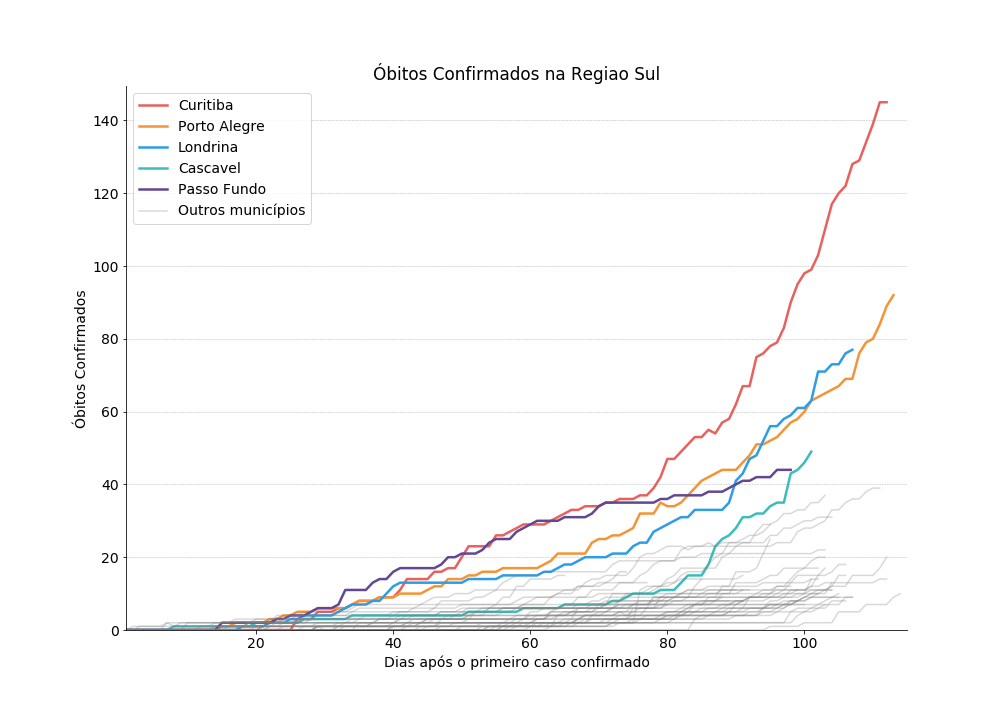 Óbitos Confirmados na Regiao Sul
Curitiba
Porto Alegre
Londrina
Cascavel
Passo Fundo
Outros municípios
Óbitos Confirmados
140
120
100
80
60
40
20
0
20
40
60
80
100
Dias após o primeiro caso confirmado